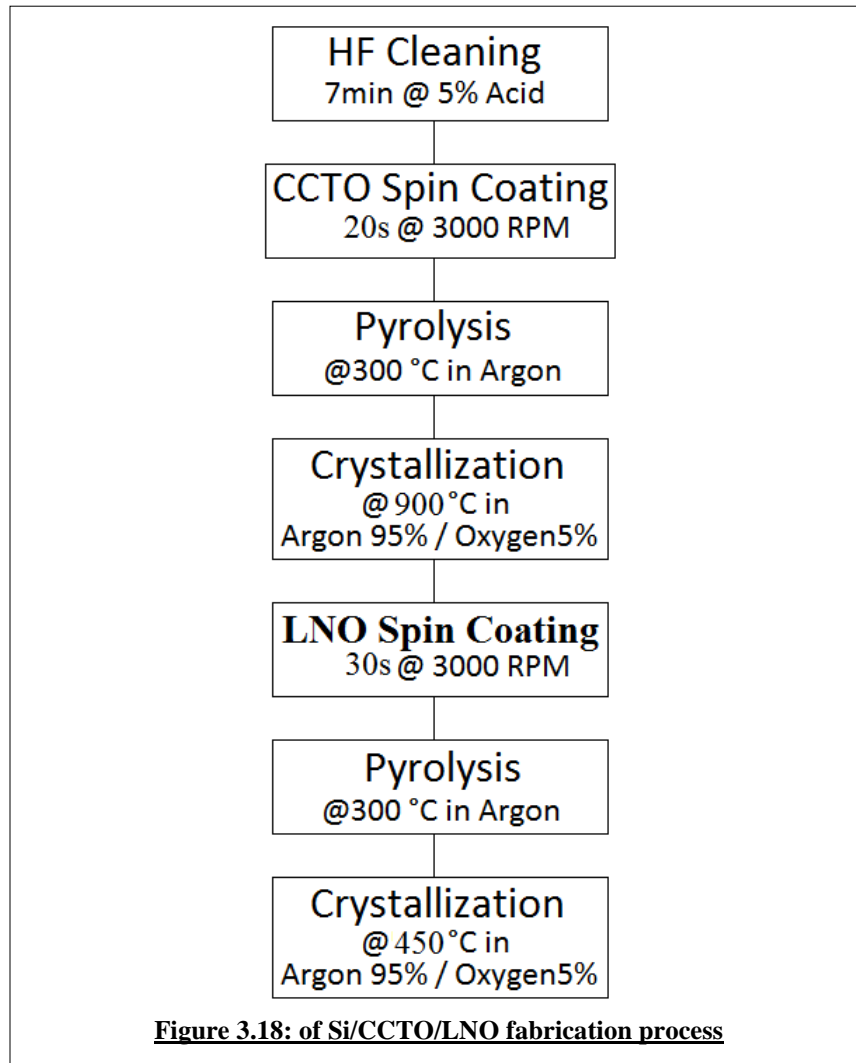 HF Cleaning
7min @ 5% Acid
CCTO Spin Coating
20s @ 3000 RPM
Pyrolysis
@300 °C in Argon
Crystallization
@ 900°C in
Argon 95% / Oxygen5%
LNO Spin Coating
30s @ 3000 RPM
Pyrolysis
@300 °C in Argon
Crystallization
@ 450°C in
Argon 95% / Oxygen5%
Figure 3.18: of Si/CCTO/LNO fabrication process